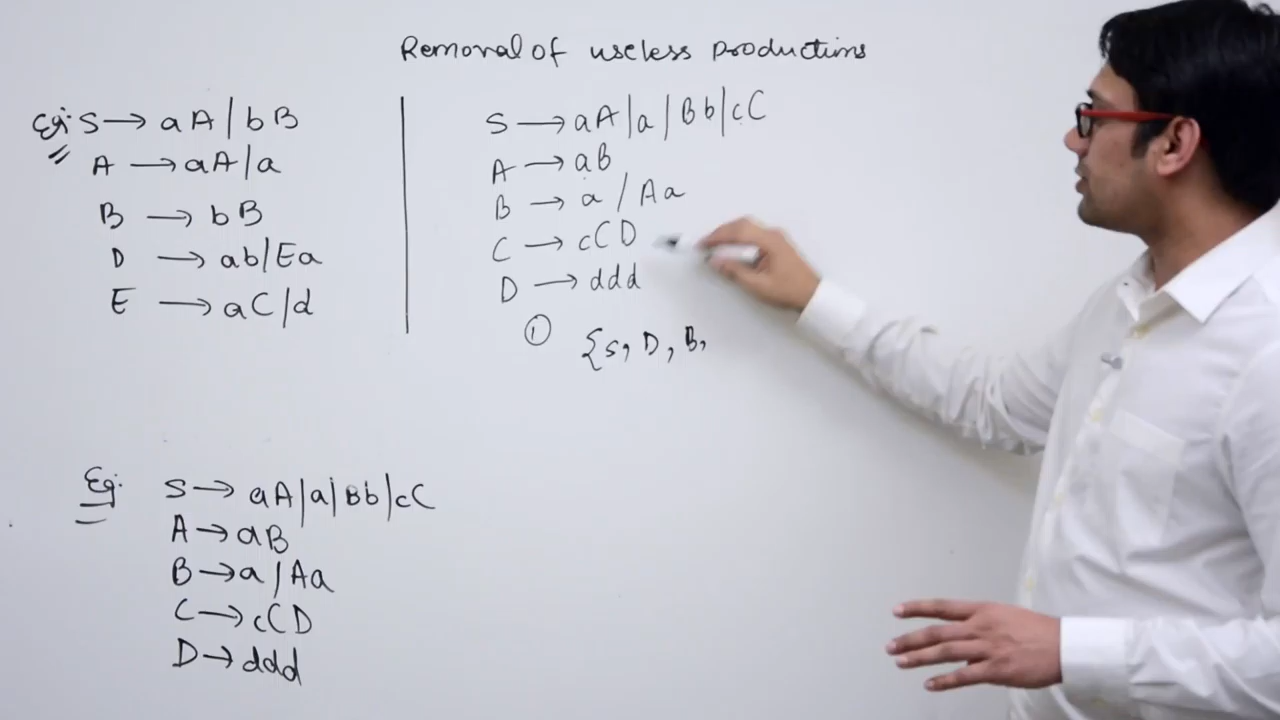 Removal of useless productions
Eg: S → aA | bB
A → aA | a
B → bB
D → ab | Ea
E → aC | d
S → aA | a | Bb | cC
A → aB
B → a | Aa
C → cCD
D → ddd
① {S, D, B,
Eg: S → aA | a | Bb | cC
A → aB
B → a | Aa
C → cCD
D → ddd